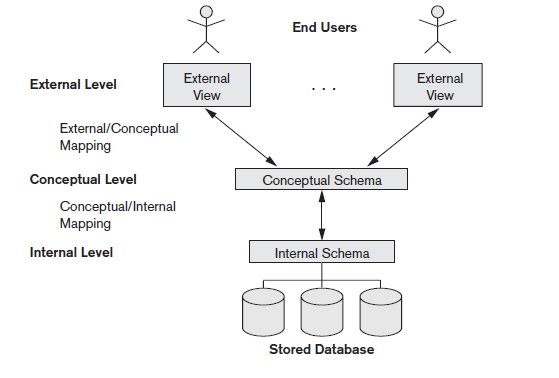 End Users
External Level
External
View
. . .
External
View
External/Conceptual
Mapping
Conceptual Level
Conceptual Schema
Conceptual/Internal
Mapping
Internal Level
Internal Schema
Stored Database